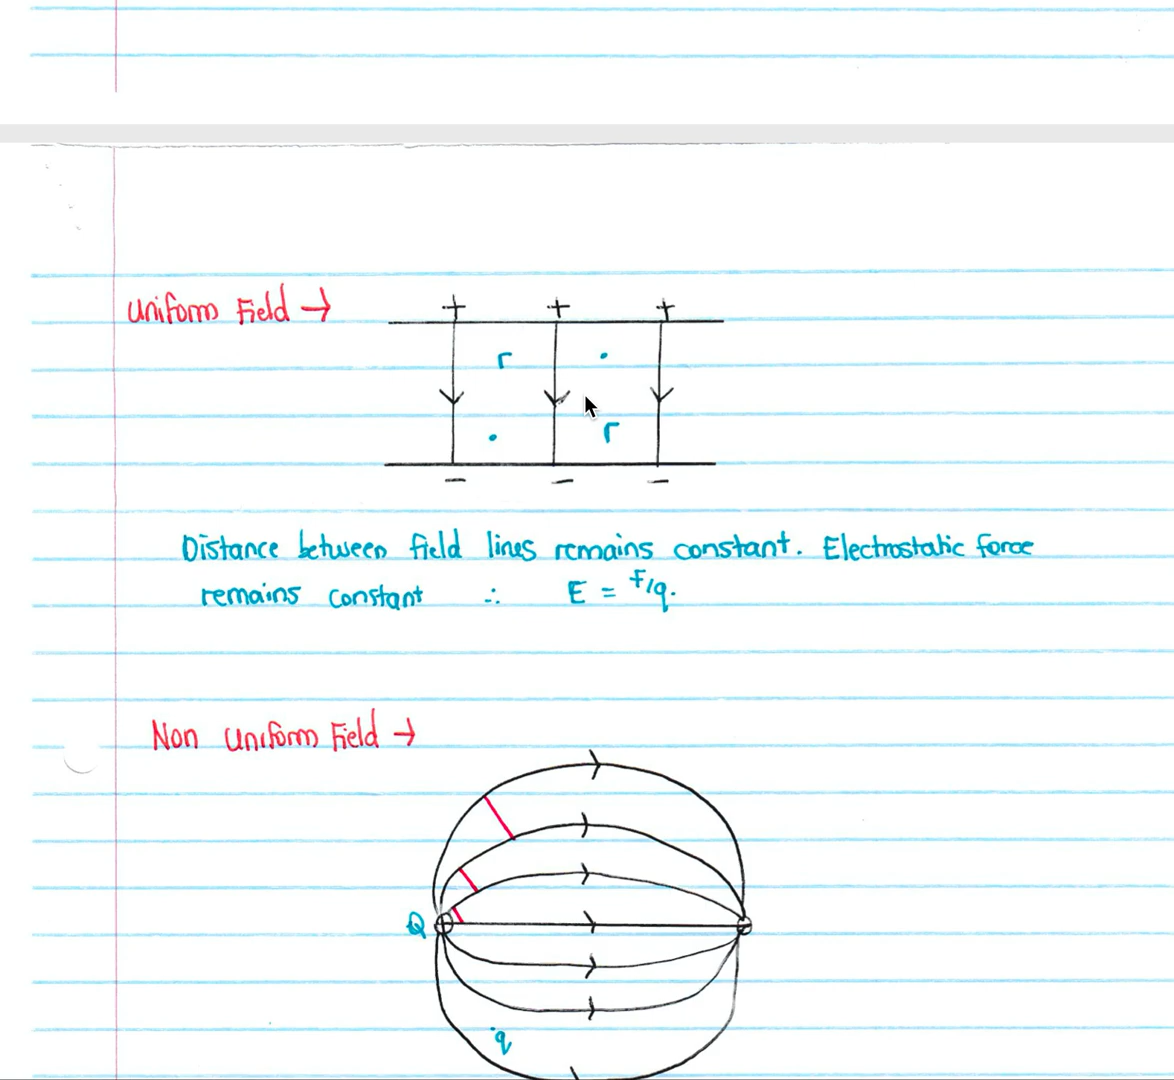 Uniform Field →
+ + +
r .
. r
− − −
Distance between field lines remains constant. Electrostatic force
remains constant ∴ E = F/q.
Non Uniform Field →
Q + −
q